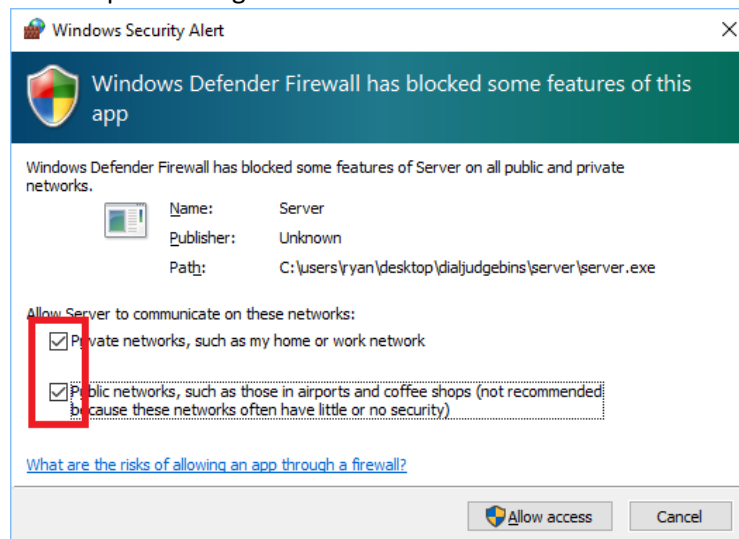 Windows Security Alert
Windows Defender Firewall has blocked some features of this
app
Windows Defender Firewall has blocked some features of Server on all public and private
networks.
Name: Server
Publisher: Unknown
Path: C:\users\ryan\desktop\dialjudgebins\server\server.exe
Allow Server to communicate on these networks:
Private networks, such as my home or work network
Public networks, such as those in airports and coffee shops (not recommended
because these networks often have little or no security)
What are the risks of allowing an app through a firewall?
Allow access Cancel